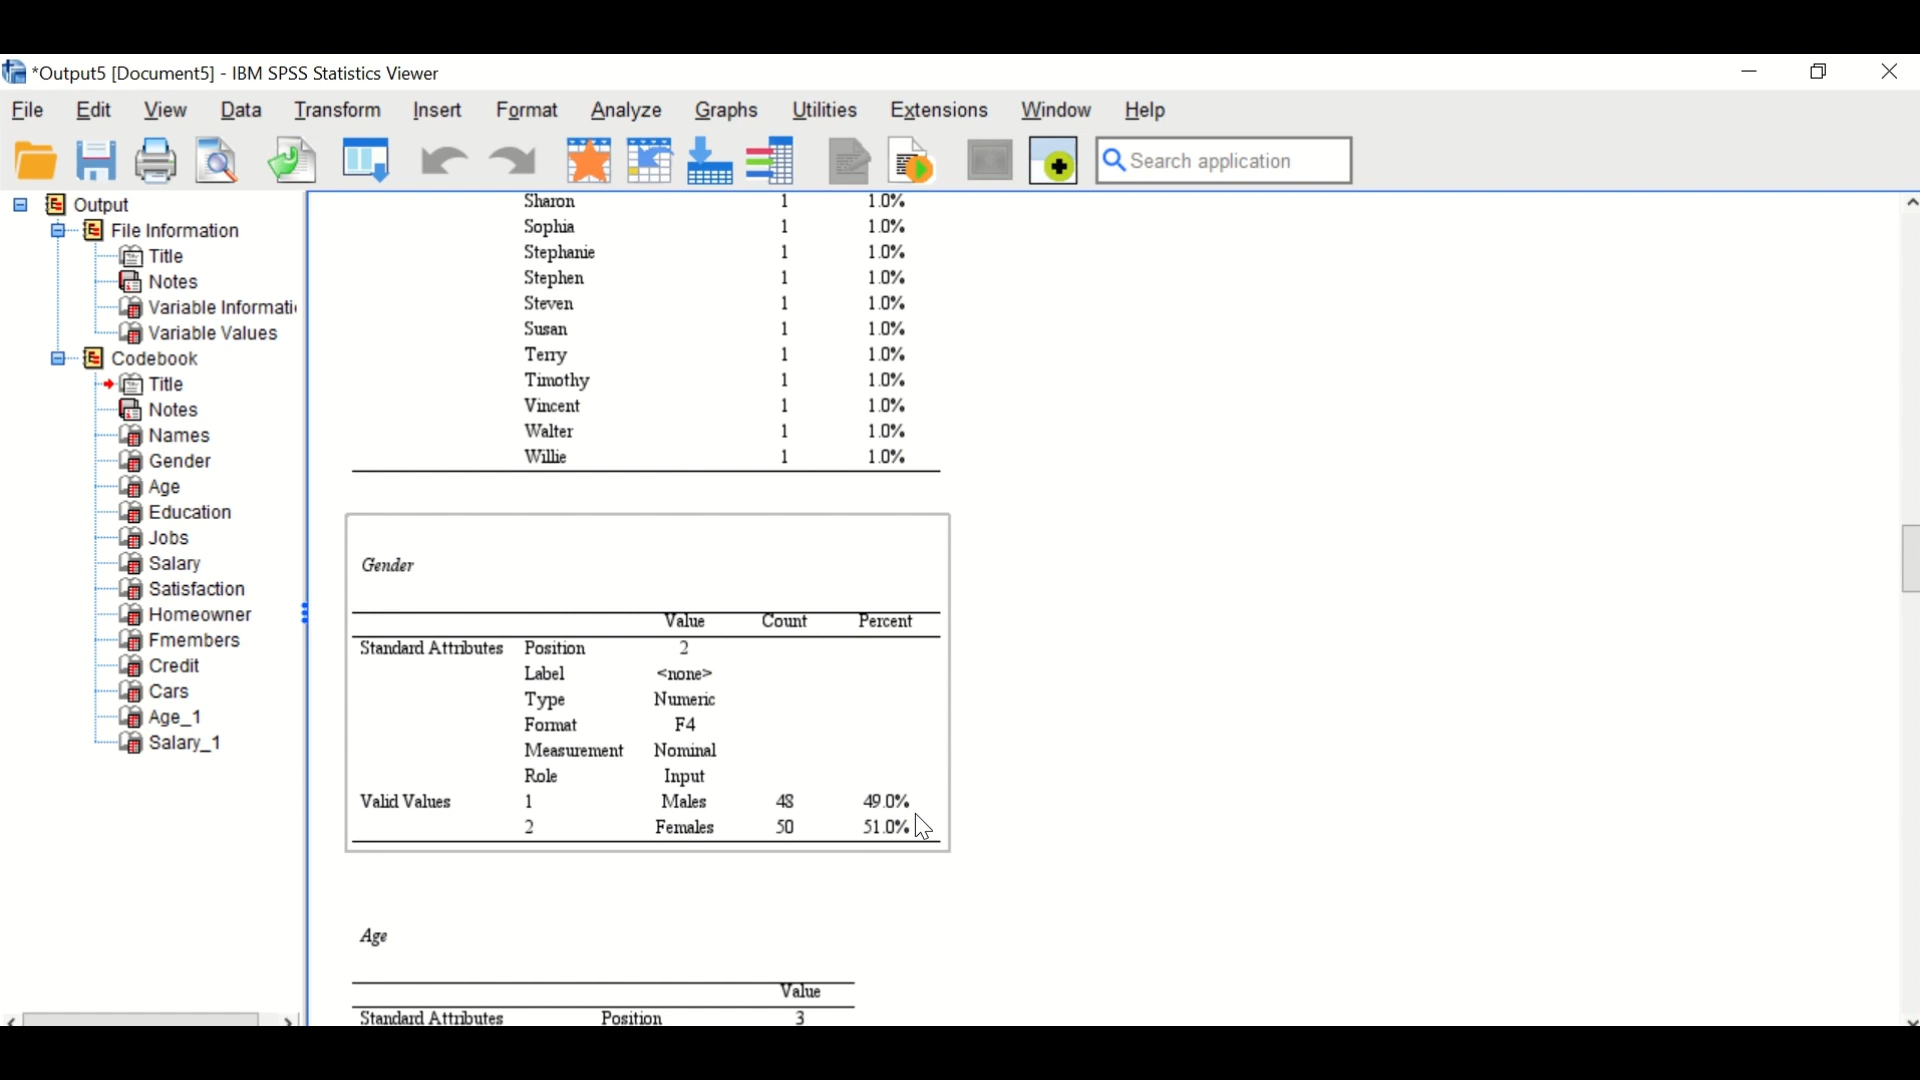 *Output5 [Document5] - IBM SPSS Statistics Viewer
File Edit View Data Transform Insert Format Analyze Graphs Utilities Extensions Window Help
Search application
Output
File Information
Title
Notes
Variable Informati
Variable Values
Codebook
Title
Notes
Names
Gender
Age
Education
Jobs
Salary
Satisfaction
Homeowner
Fmembers
Credit
Cars
Age_1
Salary_1
Sharon 1 1.0%
Sophia 1 1.0%
Stephanie 1 1.0%
Stephen 1 1.0%
Steven 1 1.0%
Susan 1 1.0%
Terry 1 1.0%
Timothy 1 1.0%
Vincent 1 1.0%
Walter 1 1.0%
Willie 1 1.0%
Gender
Value Count Percent
Standard Attributes Position 2
Label <none>
Type Numeric
Format F4
Measurement Nominal
Role Input
Valid Values 1 Males 48 49.0%
2 Females 50 51.0%
Age
Value
Standard Attributes Position 3